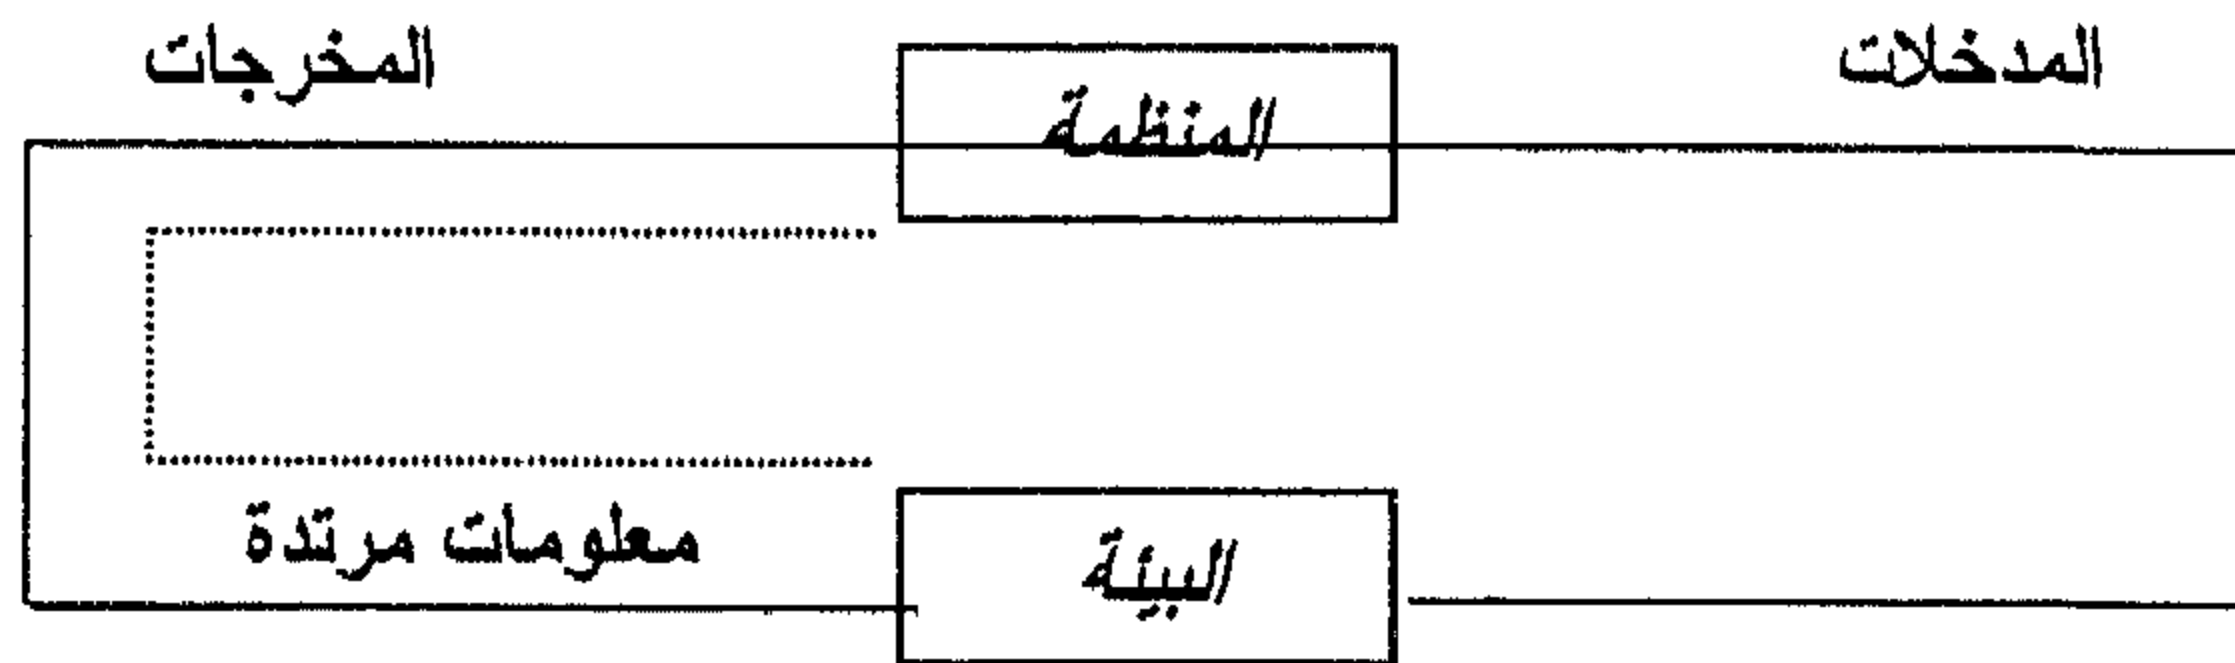 المدخلات
المنظمة
المخرجات
معلومات مرتدة
البيئة